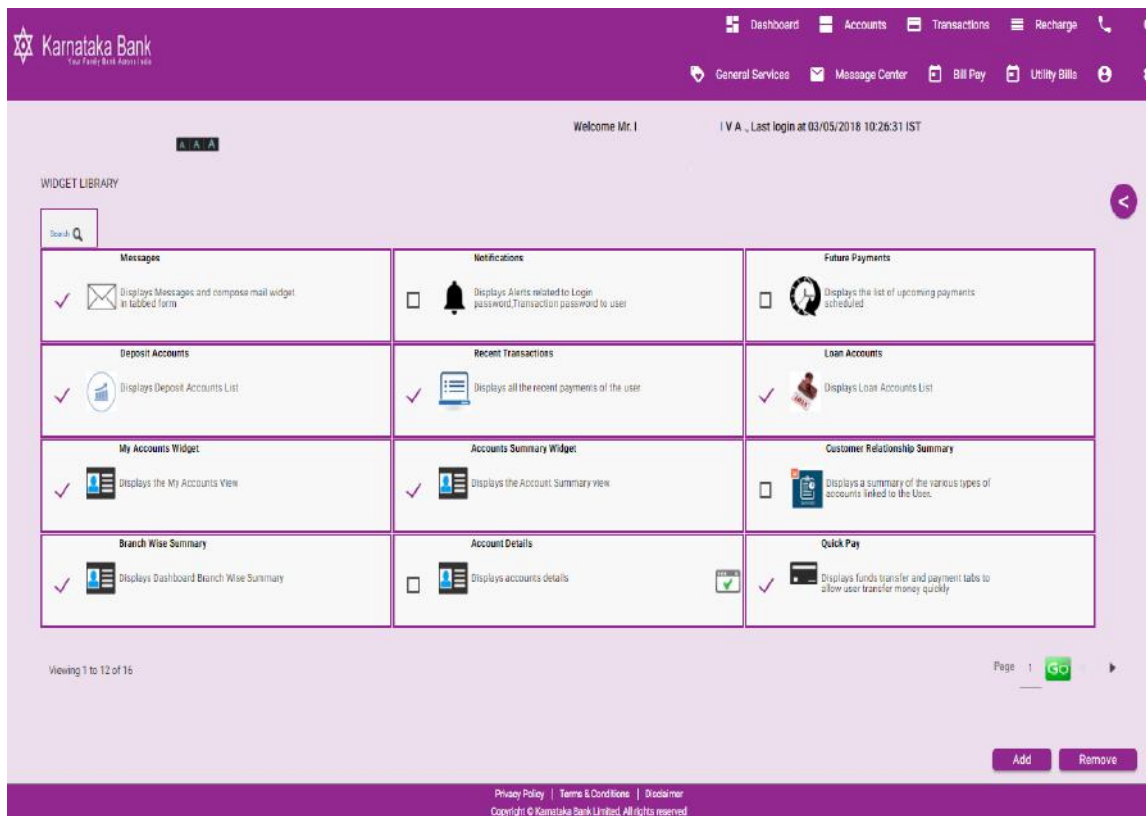 Dashboard Accounts Transactions Recharge
Karnataka Bank
Your Family Bank Across India
General Services Message Center Bill Pay Utility Bills
Welcome Mr. I I V A ., Last login at 03/05/2018 10:26:31 IST
A A A
WIDGET LIBRARY
<
Search
Messages Notifications Future Payments
Displays Messages and compose mail widget in tabbed form
Displays Alerts related to Login password,Transaction password to user
Displays the list of upcoming payments scheduled
Deposit Accounts Recent Transactions Loan Accounts
Displays Deposit Accounts List Displays all the recent payments of the user Displays Loan Accounts List
My Accounts Widget Accounts Summary Widget Customer Relationship Summary
Displays the My Accounts View Displays the Account Summary view
Displays a summary of the various types of accounts linked to the User.
Branch Wise Summary Account Details Quick Pay
Displays Dashboard Branch Wise Summary Displays accounts details
Displays funds transfer and payment tabs to allow user transfer money quickly
Viewing 1 to 12 of 16 Page 1 Go
Add Remove
Privacy Policy | Terms & Conditions | Disclaimer
Copyright © Karnataka Bank Limited, All rights reserved